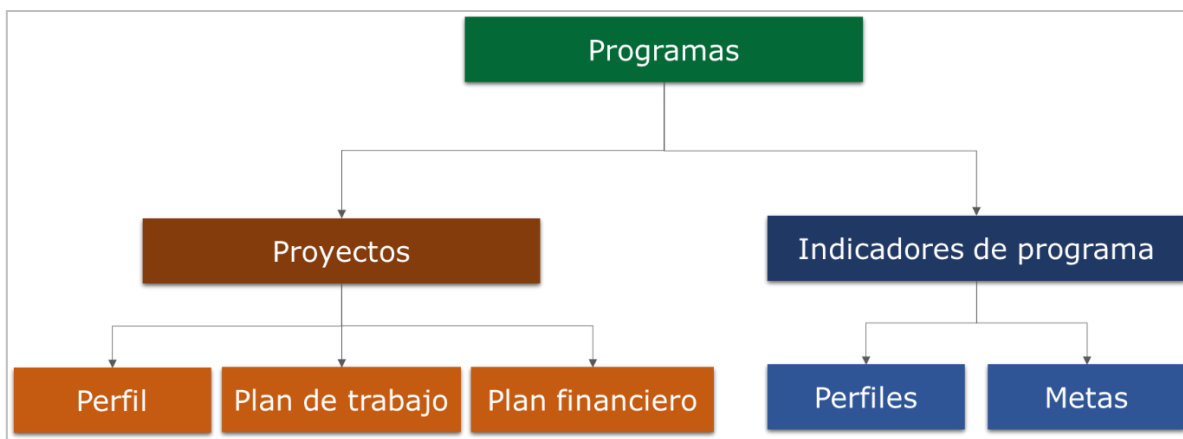 Programas
Proyectos
Indicadores de programa
Perfil
Plan de trabajo
Plan financiero
Perfiles
Metas